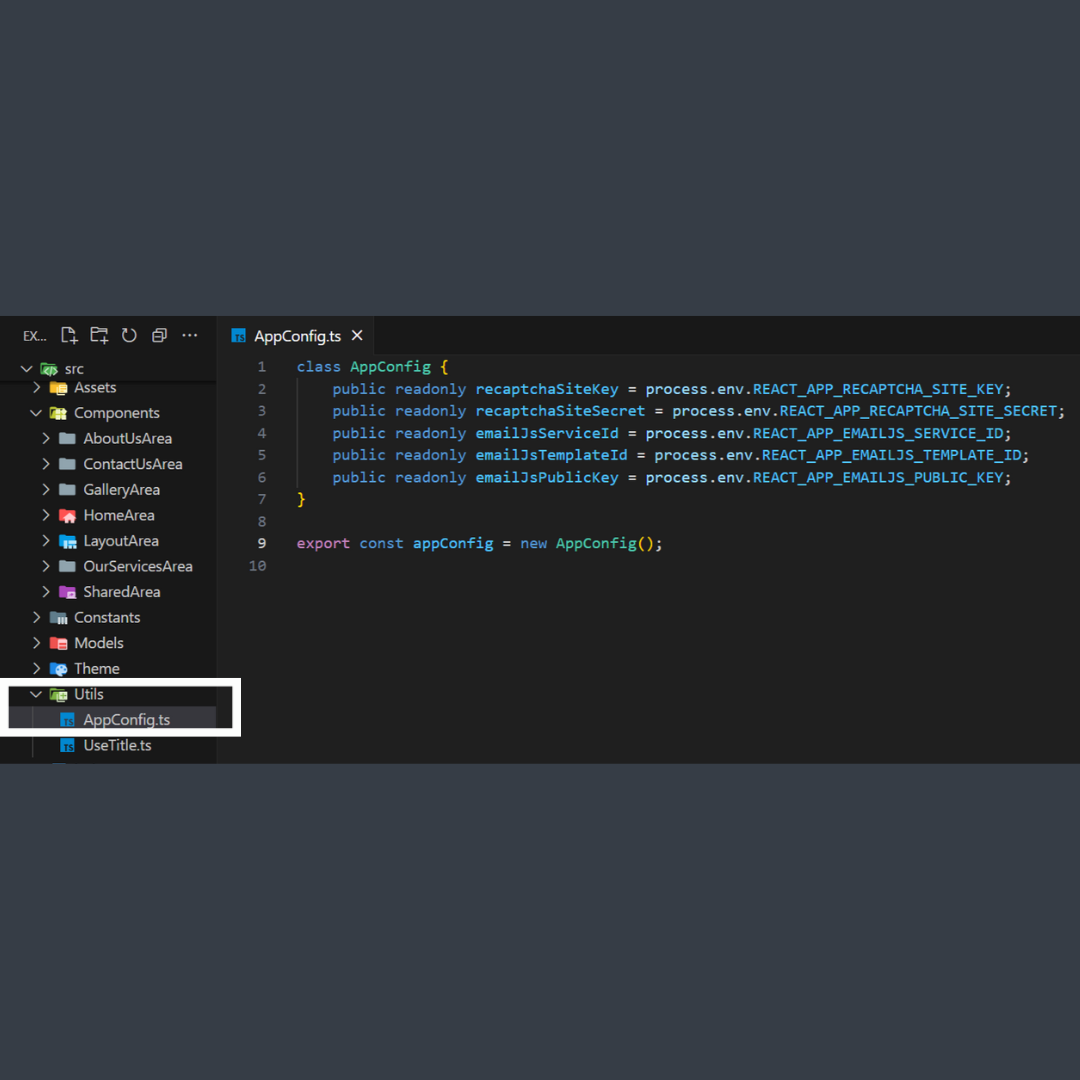 EX...
src
Assets
Components
AboutUsArea
ContactUsArea
GalleryArea
HomeArea
LayoutArea
OurServicesArea
SharedArea
Constants
Models
Theme
Utils
AppConfig.ts
UseTitle.ts
AppConfig.ts
1 class AppConfig {
2 public readonly recaptchaSiteKey = process.env.REACT_APP_RECAPTCHA_SITE_KEY;
3 public readonly recaptchaSiteSecret = process.env.REACT_APP_RECAPTCHA_SITE_SECRET;
4 public readonly emailJsServiceId = process.env.REACT_APP_EMAILJS_SERVICE_ID;
5 public readonly emailJsTemplateId = process.env.REACT_APP_EMAILJS_TEMPLATE_ID;
6 public readonly emailJsPublicKey = process.env.REACT_APP_EMAILJS_PUBLIC_KEY;
7 }
8
9 export const appConfig = new AppConfig();
10